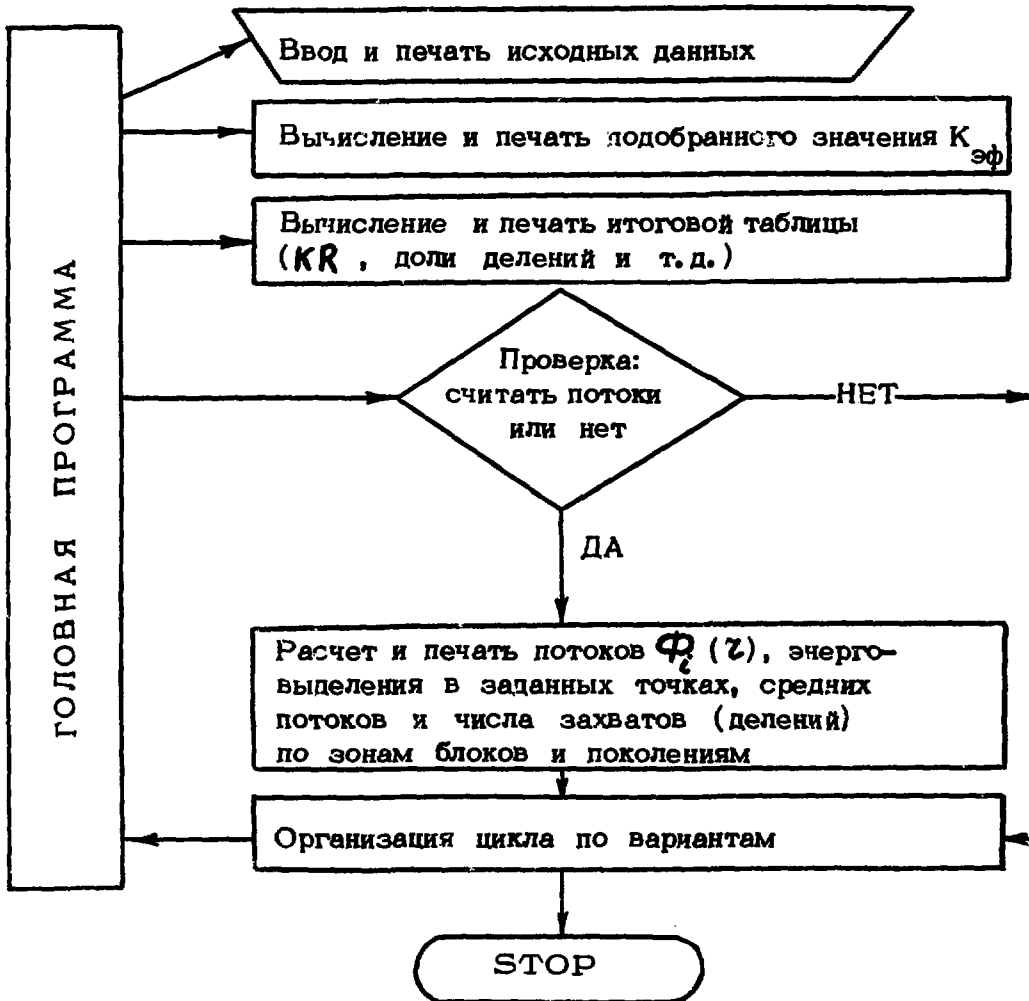 ГОЛОВНАЯ ПРОГРАММА
Ввод и печать исходных данных
Вычисление и печать подобранного значения K эф
Вычисление и печать итоговой таблицы
(KR , доли делений и т.д.)
Проверка:
считать потоки
или нет
НЕТ
ДА
Расчет и печать потоков Φi (r), энерго-
выделения в заданных точках, средних
потоков и числа захватов (делений)
по зонам блоков и поколениям
Организация цикла по вариантам
STOP